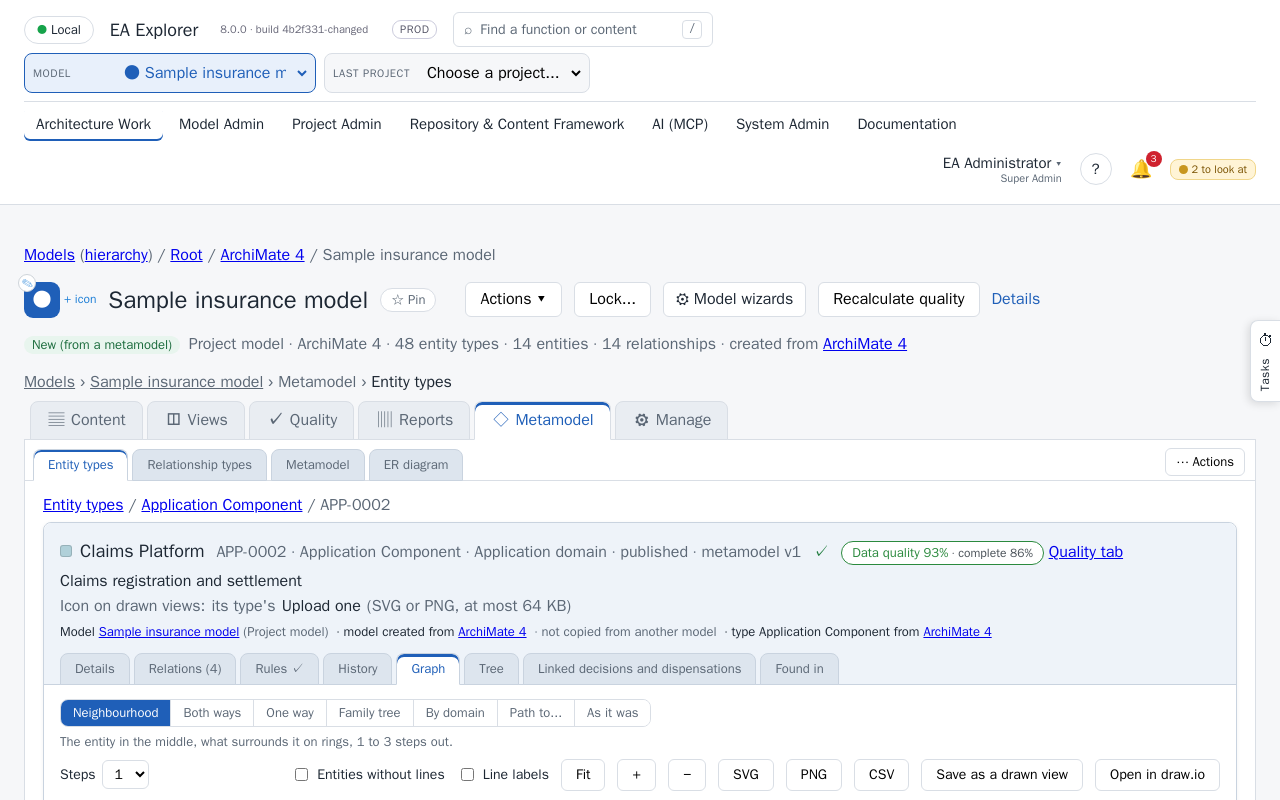 Local EA Explorer 8.0.0 · build 4b2f331-changed PROD Find a function or content /
MODEL Sample insurance m LAST PROJECT Choose a project...
Architecture Work Model Admin Project Admin Repository & Content Framework AI (MCP) System Admin Documentation
EA Administrator ▾ ? 3 2 to look at
Super Admin
Models (hierarchy) / Root / ArchiMate 4 / Sample insurance model
+ icon Sample insurance model ☆ Pin Actions ▾ Lock... ⚙ Model wizards Recalculate quality Details
New (from a metamodel) Project model · ArchiMate 4 · 48 entity types · 14 entities · 14 relationships · created from ArchiMate 4
Tasks
Models › Sample insurance model › Metamodel › Entity types
Content Views ✓ Quality Reports ◇ Metamodel ⚙ Manage
Entity types Relationship types Metamodel ER diagram ··· Actions
Entity types / Application Component / APP-0002
Claims Platform APP-0002 · Application Component · Application domain · published · metamodel v1 ✓ Data quality 93% · complete 86% Quality tab
Claims registration and settlement
Icon on drawn views: its type's Upload one (SVG or PNG, at most 64 KB)
Model Sample insurance model (Project model) · model created from ArchiMate 4 · not copied from another model · type Application Component from ArchiMate 4
Details Relations (4) Rules ✓ History Graph Tree Linked decisions and dispensations Found in
Neighbourhood Both ways One way Family tree By domain Path to... As it was
The entity in the middle, what surrounds it on rings, 1 to 3 steps out.
Steps 1 Entities without lines Line labels Fit + − SVG PNG CSV Save as a drawn view Open in draw.io